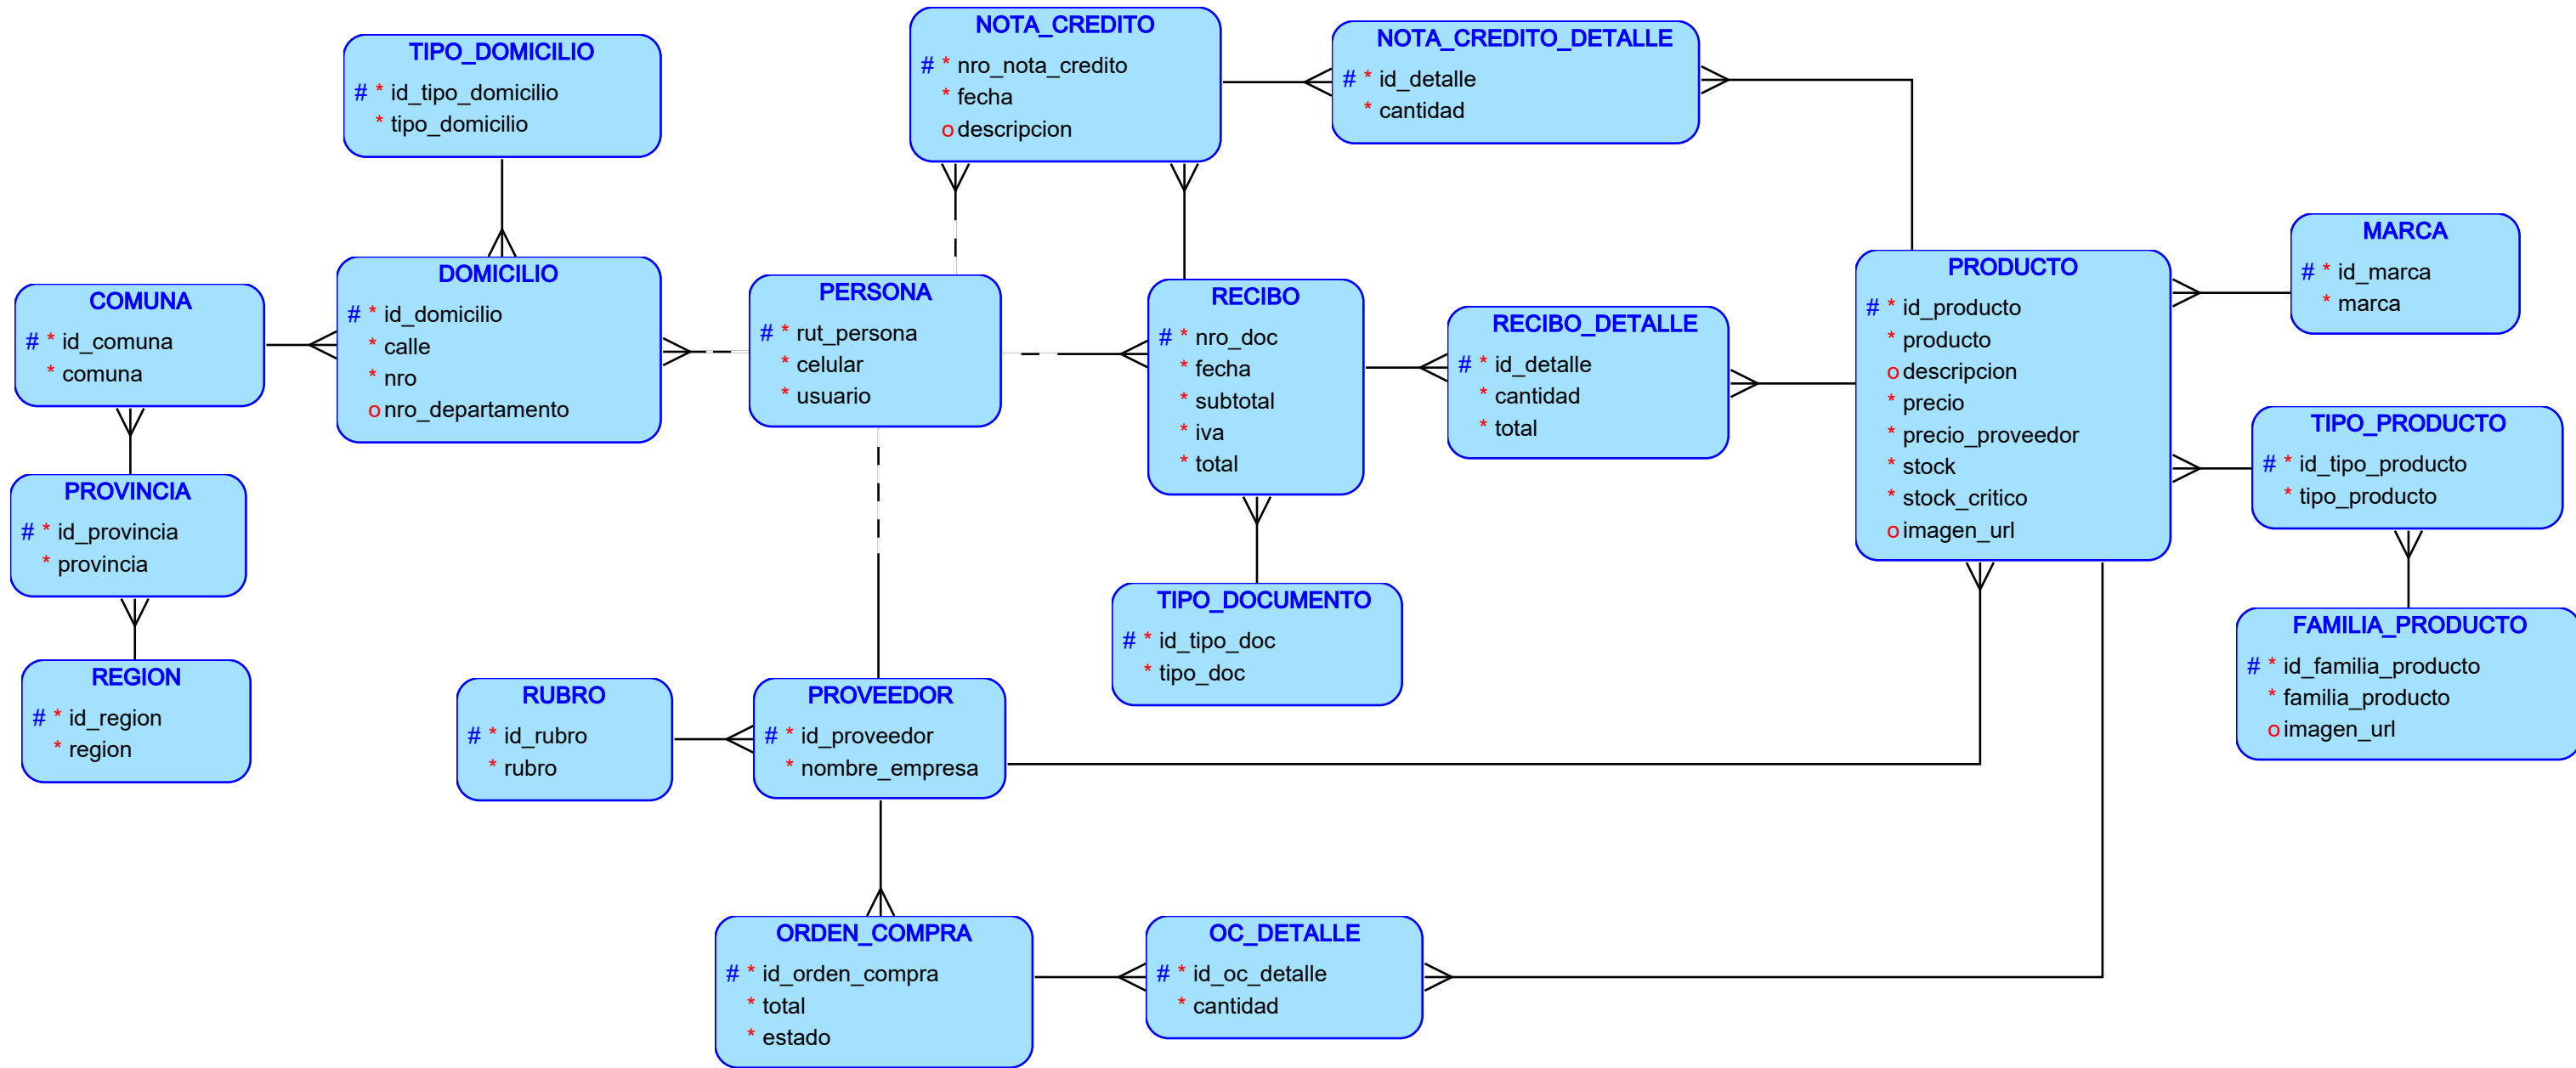 TIPO_DOMICILIO
# * id_tipo_domicilio
* tipo_domicilio
NOTA_CREDITO
# * nro_nota_credito
* fecha
o descripcion
NOTA_CREDITO_DETALLE
# * id_detalle
* cantidad
COMUNA
# * id_comuna
* comuna
DOMICILIO
# * id_domicilio
* calle
* nro
o nro_departamento
PERSONA
# * rut_persona
* celular
* usuario
RECIBO
# * nro_doc
* fecha
* subtotal
* iva
* total
RECIBO_DETALLE
# * id_detalle
* cantidad
* total
PRODUCTO
# * id_producto
* producto
o descripcion
* precio
* precio_proveedor
* stock
* stock_critico
o imagen_url
MARCA
# * id_marca
* marca
TIPO_PRODUCTO
# * id_tipo_producto
* tipo_producto
PROVINCIA
# * id_provincia
* provincia
TIPO_DOCUMENTO
# * id_tipo_doc
* tipo_doc
FAMILIA_PRODUCTO
# * id_familia_producto
* familia_producto
o imagen_url
REGION
# * id_region
* region
RUBRO
# * id_rubro
* rubro
PROVEEDOR
# * id_proveedor
* nombre_empresa
ORDEN_COMPRA
# * id_orden_compra
* total
* estado
OC_DETALLE
# * id_oc_detalle
* cantidad